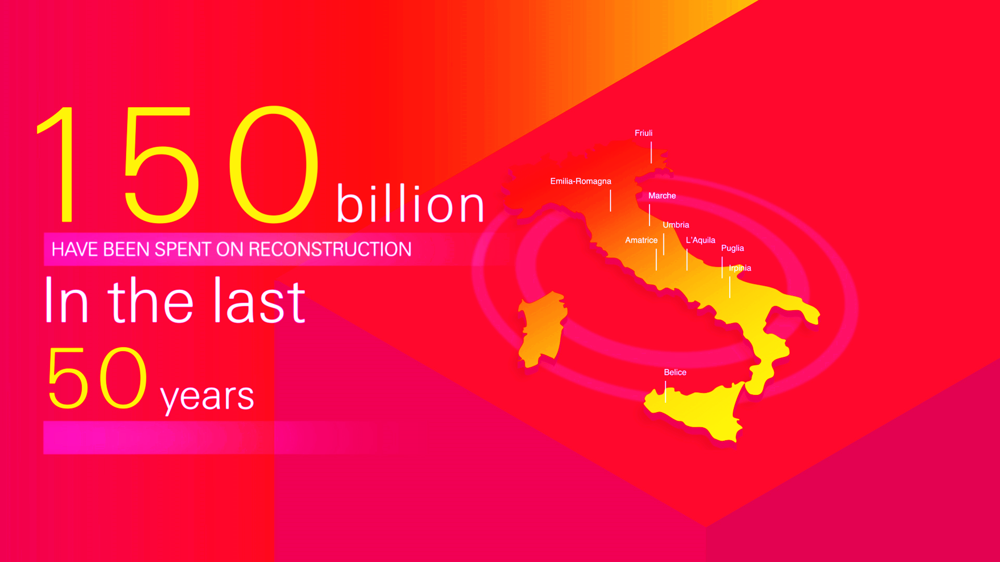 150 billion
HAVE BEEN SPENT ON RECONSTRUCTION
In the last
50 years
Friuli
Emilia-Romagna
Marche
Umbria
Amatrice
L'Aquila
Puglia
Irpinia
Belice